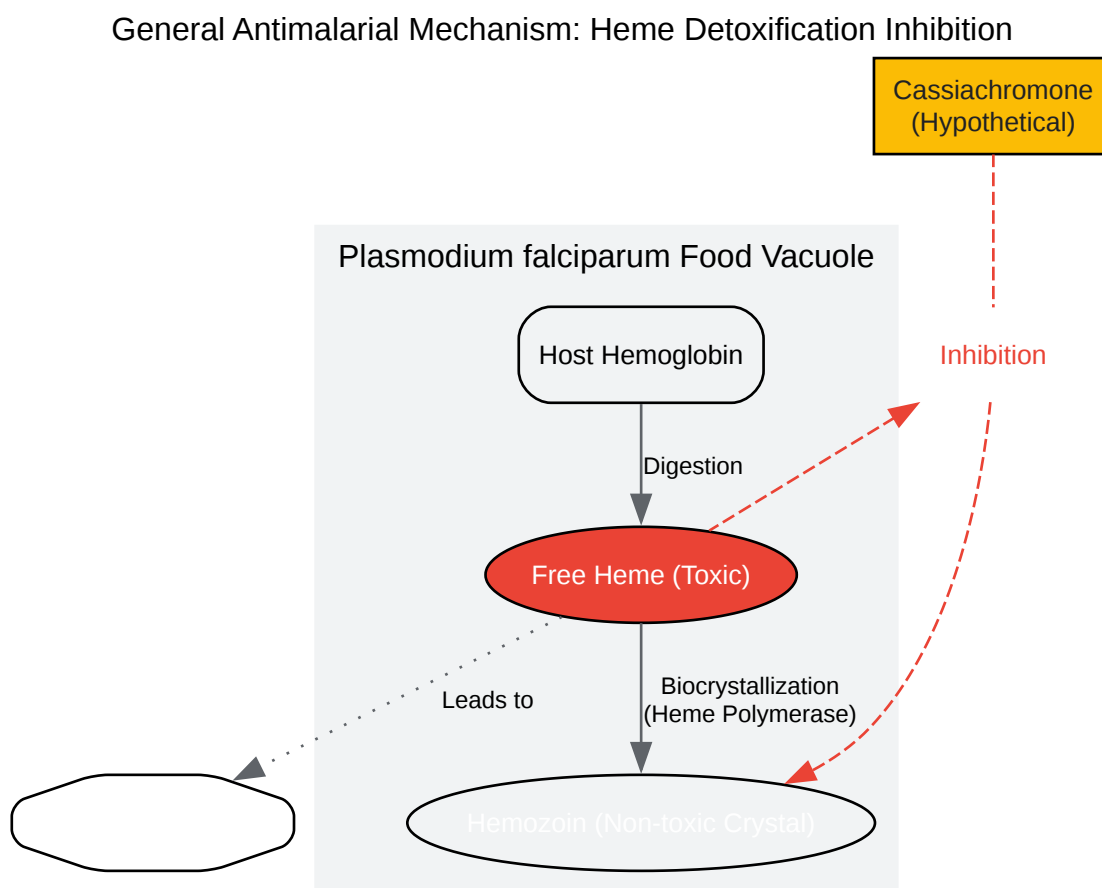 General Antimalarial Mechanism: Heme Detoxification Inhibition
Cassiachromone
(Hypothetical)
Plasmodium falciparum Food Vacuole
Host Hemoglobin
Inhibition
Digestion
Free Heme (Toxic)
Leads to
Biocrystallization
(Heme Polymerase)
Hemozoin (Non-toxic Crystal)